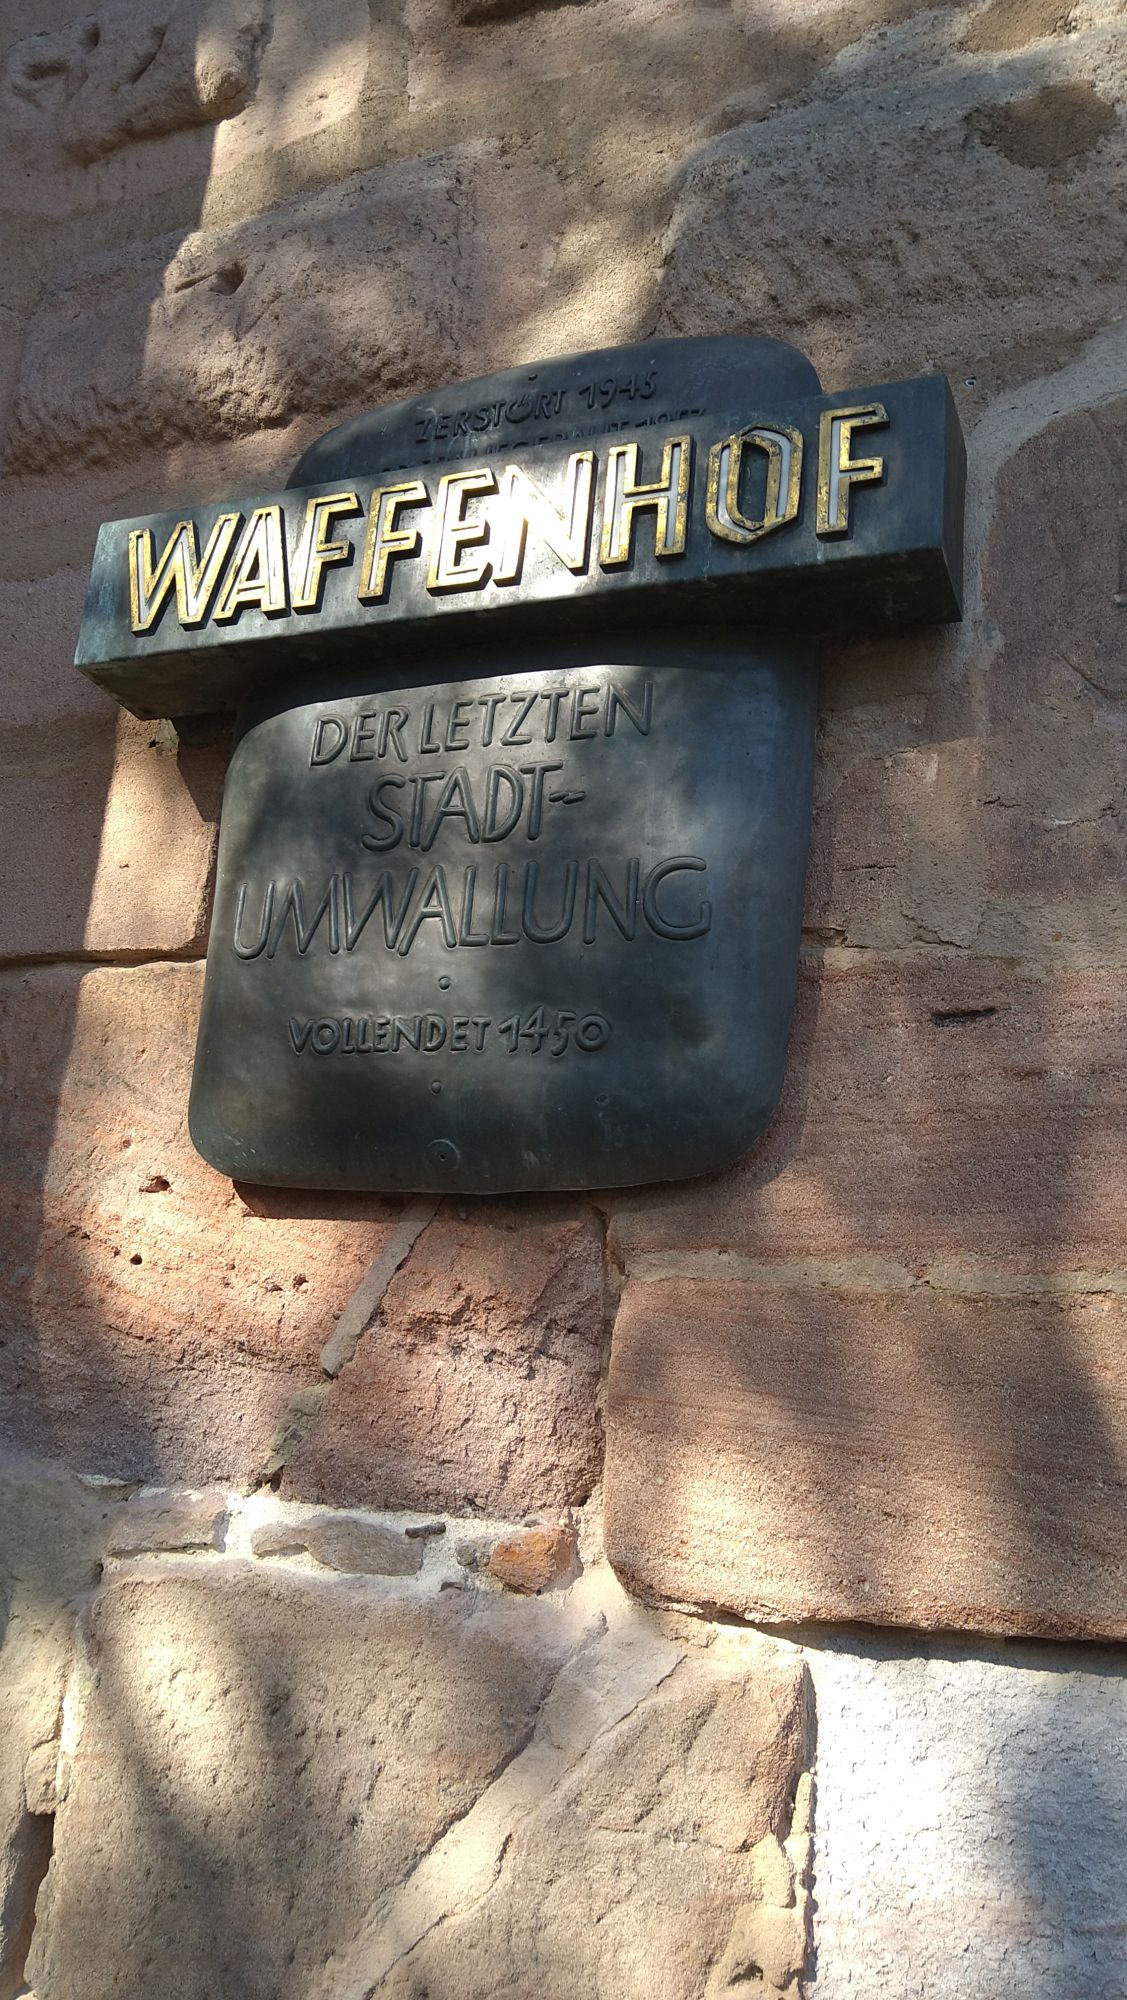 ZERSTÖRT 1945
WAFFENHOF
DER LETZTEN
STADT-
UMWALLUNG
VOLLENDET 1450